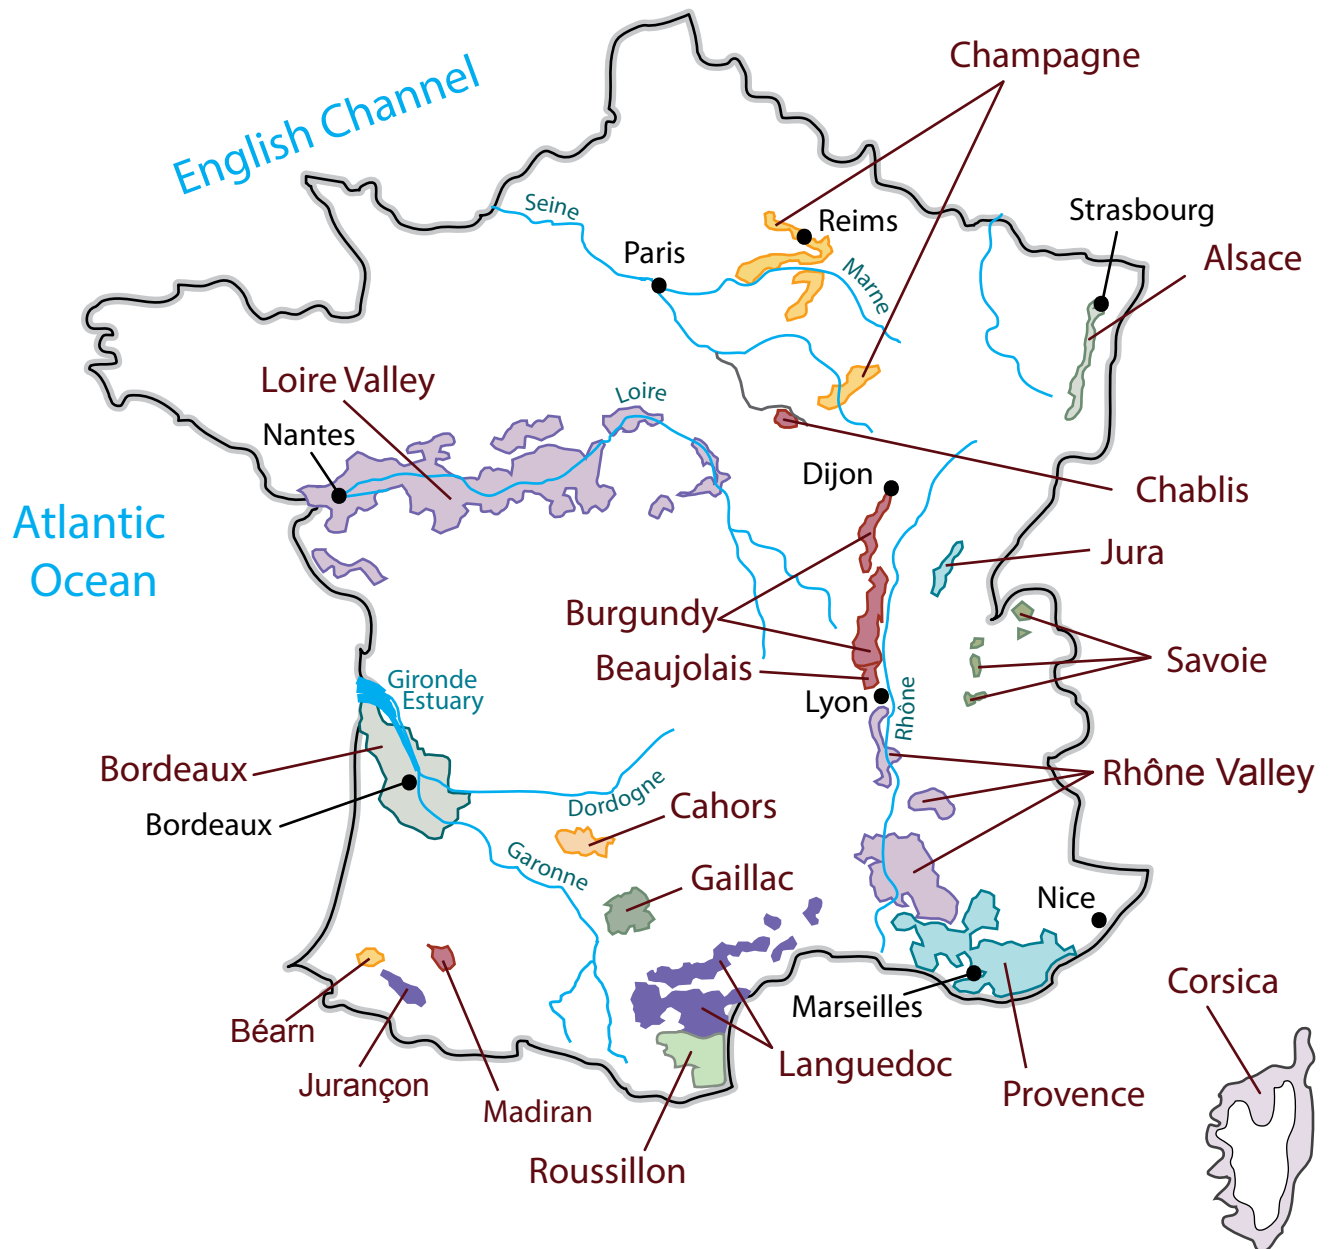 Champagne
English Channel
Seine
Reims
Strasbourg
Paris
Alsace
Marne
Loire Valley
Loire
Nantes
Dijon
Chablis
Atlantic
Ocean
Jura
Burgundy
Beaujolais
Savoie
Gironde
Estuary
Lyon
Rhône
Bordeaux
Rhône Valley
Dordogne
Cahors
Bordeaux
Garonne
Gaillac
Nice
Corsica
Marseilles
Béarn
Languedoc
Jurançon
Provence
Madiran
Roussillon